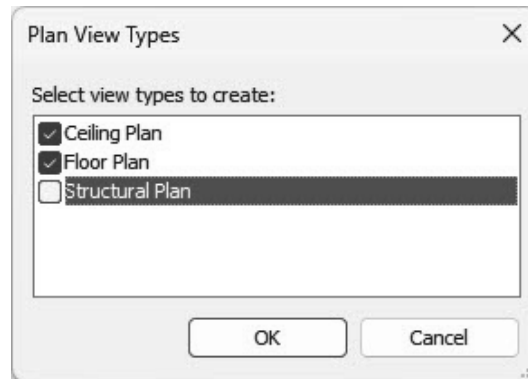 Plan View Types
Select view types to create:
Ceiling Plan
Floor Plan
Structural Plan
OK Cancel